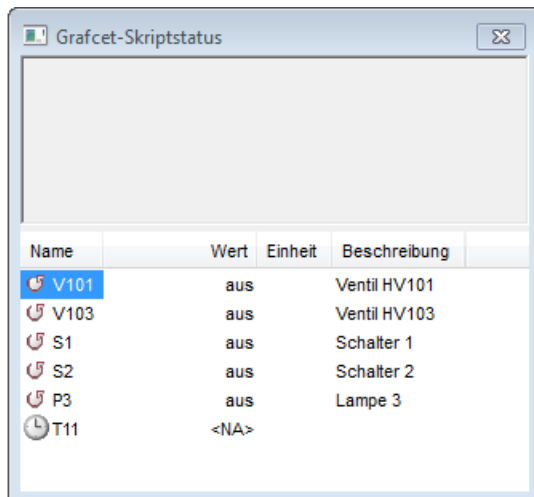 Grafcet-Skriptstatus
Name Wert Einheit Beschreibung
V101 aus Ventil HV101
V103 aus Ventil HV103
S1 aus Schalter 1
S2 aus Schalter 2
P3 aus Lampe 3
T11 <NA>